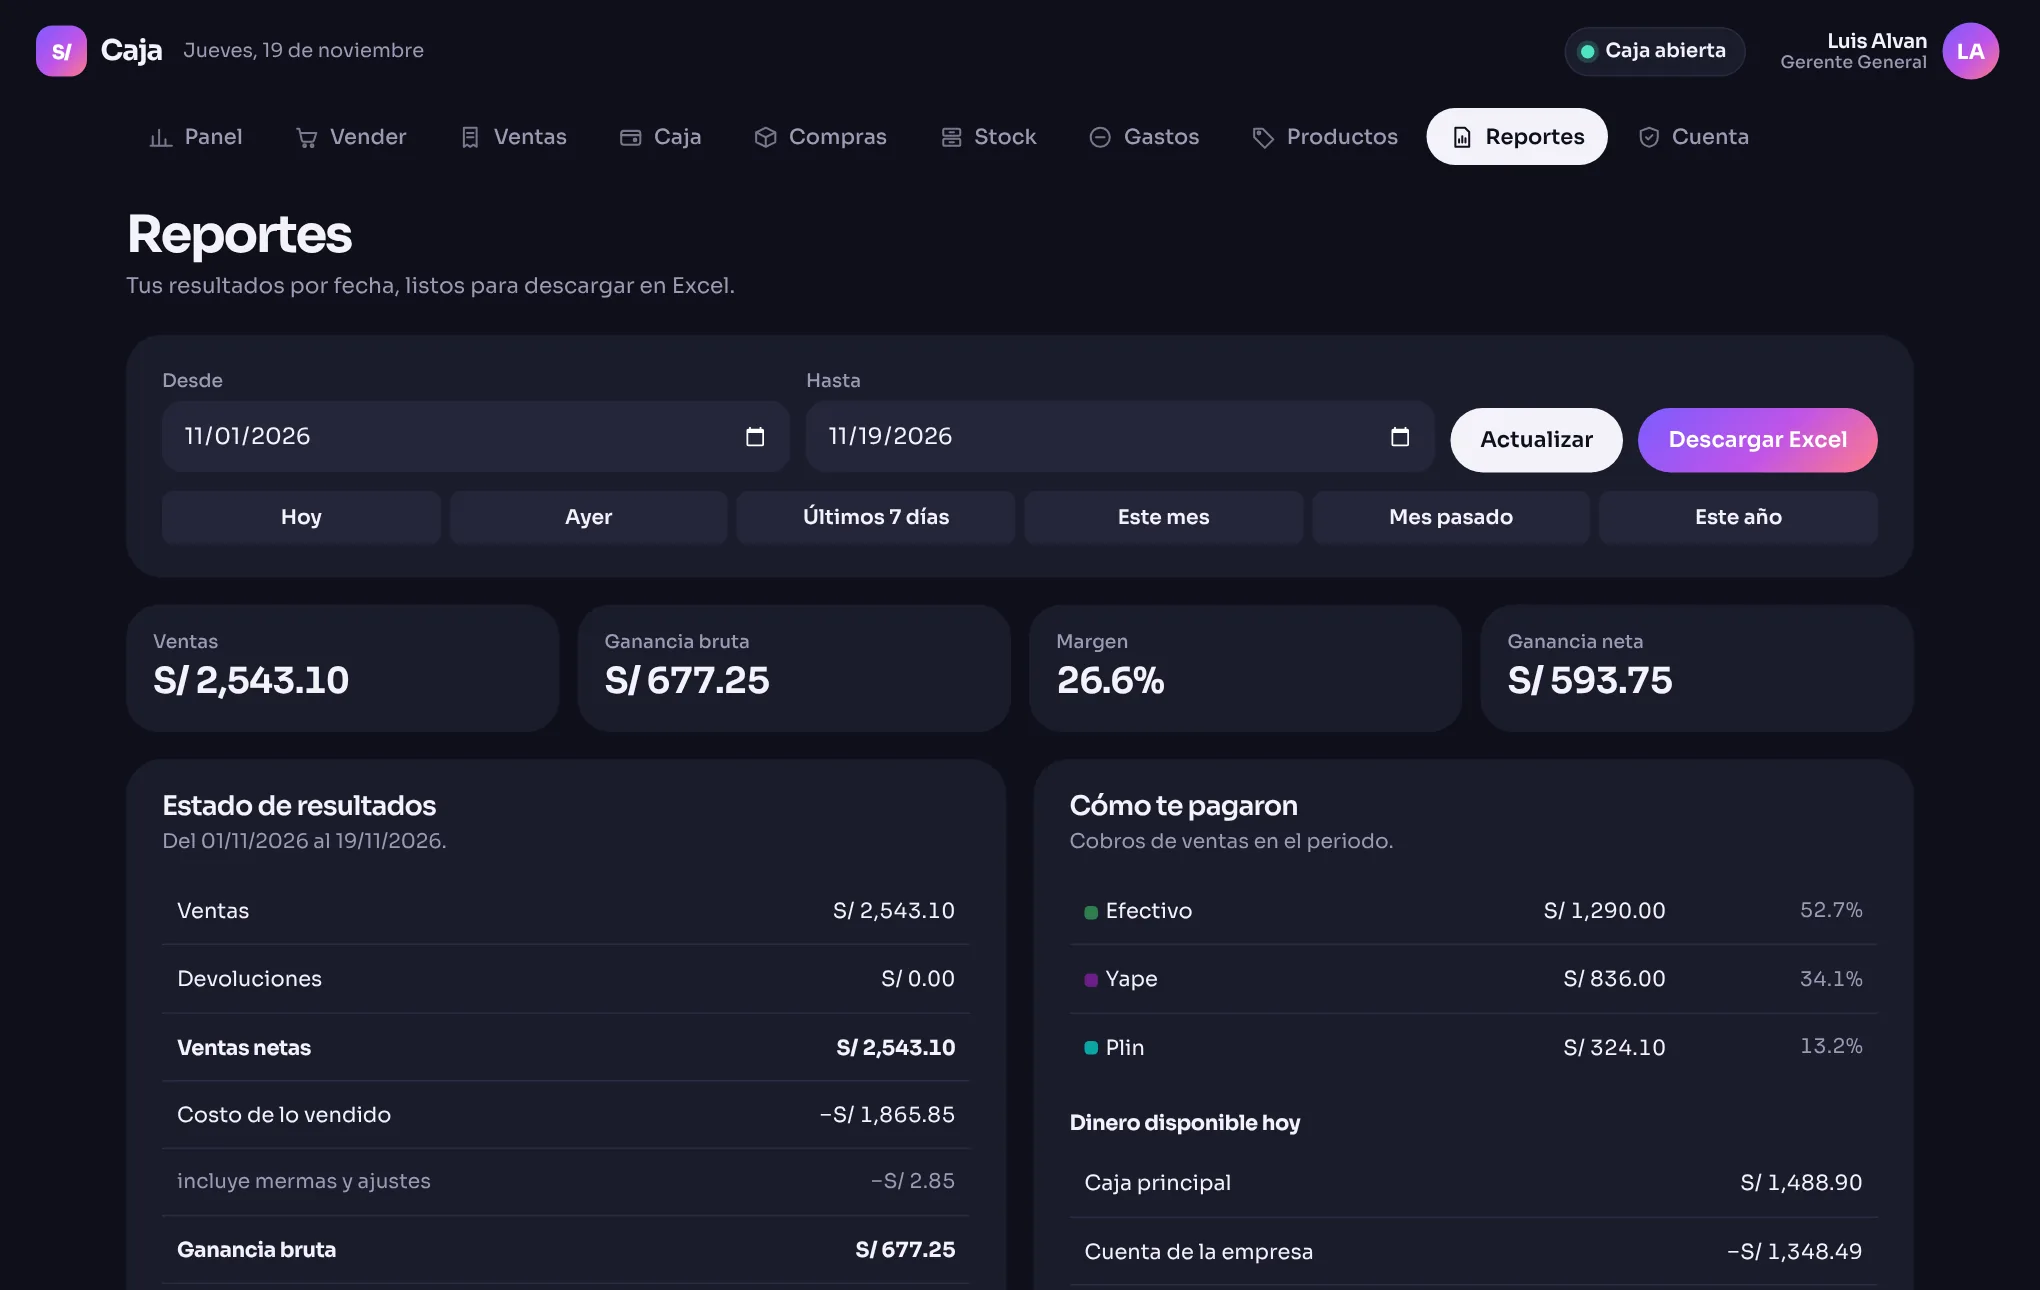 S/ Caja Jueves, 19 de noviembre
Caja abierta
Luis Alvan
Gerente General
LA
Panel Vender Ventas Caja Compras Stock Gastos Productos Reportes Cuenta
Reportes
Tus resultados por fecha, listos para descargar en Excel.
Desde Hasta
11/01/2026 11/19/2026 Actualizar Descargar Excel
Hoy Ayer Últimos 7 días Este mes Mes pasado Este año
Ventas
S/ 2,543.10
Ganancia bruta
S/ 677.25
Margen
26.6%
Ganancia neta
S/ 593.75
Estado de resultados
Del 01/11/2026 al 19/11/2026.
Ventas S/ 2,543.10
Devoluciones S/ 0.00
Ventas netas S/ 2,543.10
Costo de lo vendido −S/ 1,865.85
incluye mermas y ajustes −S/ 2.85
Ganancia bruta S/ 677.25
Cómo te pagaron
Cobros de ventas en el periodo.
Efectivo S/ 1,290.00 52.7%
Yape S/ 836.00 34.1%
Plin S/ 324.10 13.2%
Dinero disponible hoy
Caja principal S/ 1,488.90
Cuenta de la empresa −S/ 1,348.49